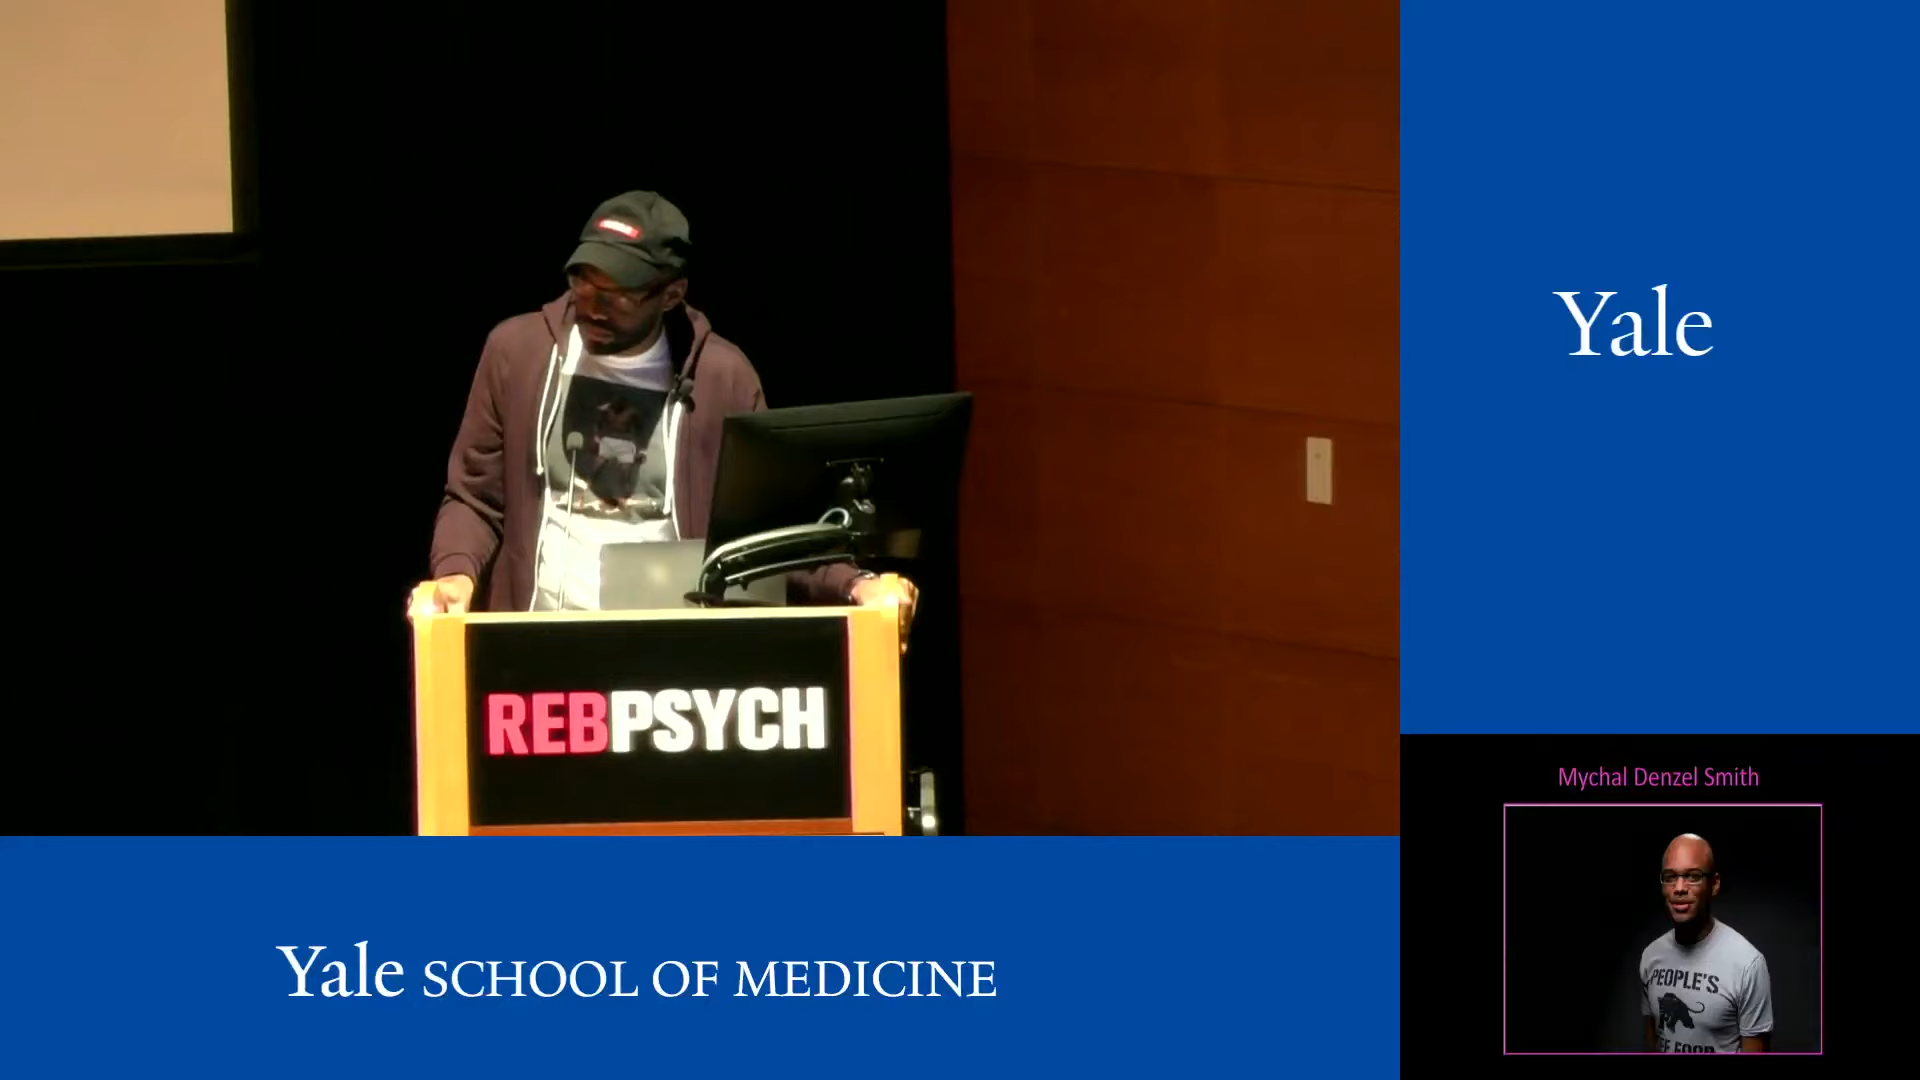 REBPSYCH
Yale
Mychal Denzel Smith
PEOPLE'S
Yale SCHOOL OF MEDICINE